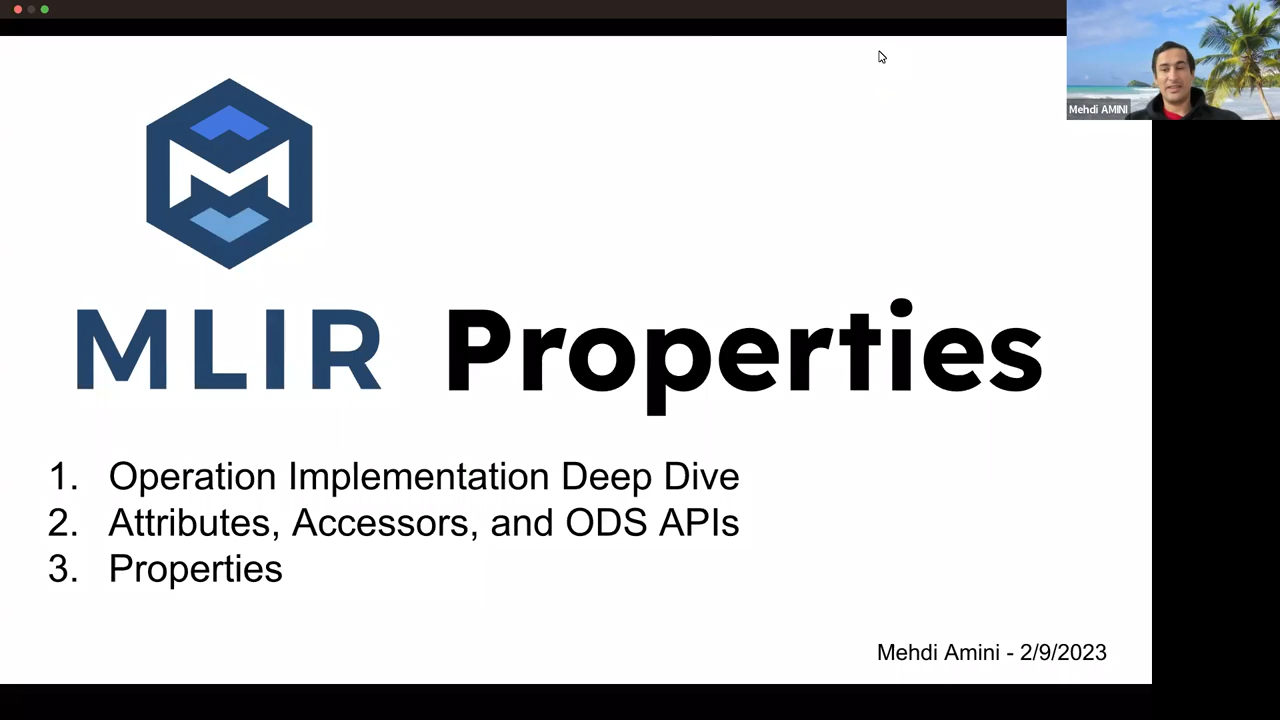 Mehdi AMINI
MLIR Properties
1. Operation Implementation Deep Dive
2. Attributes, Accessors, and ODS APIs
3. Properties
Mehdi Amini - 2/9/2023